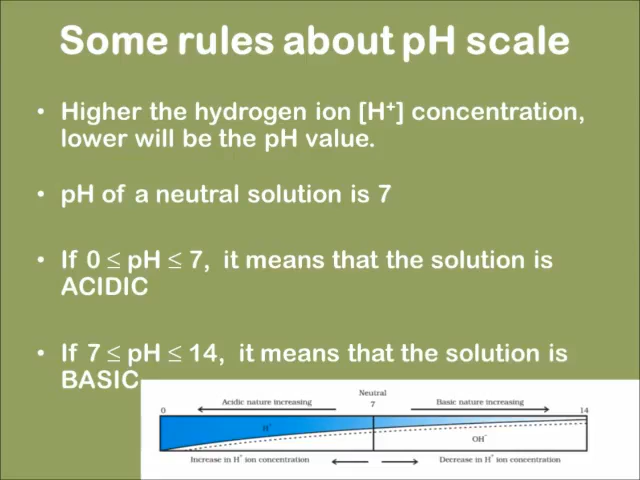 Some rules about pH scale
• Higher the hydrogen ion [H⁺] concentration,
lower will be the pH value.
• pH of a neutral solution is 7
• If 0 ≤ pH ≤ 7, it means that the solution is
ACIDIC
• If 7 ≤ pH ≤ 14, it means that the solution is
BASIC
Neutral
0 Acidic nature increasing 7 Basic nature increasing 14
H⁺ OH⁻
Increase in H⁺ ion concentration Decrease in H⁺ ion concentration